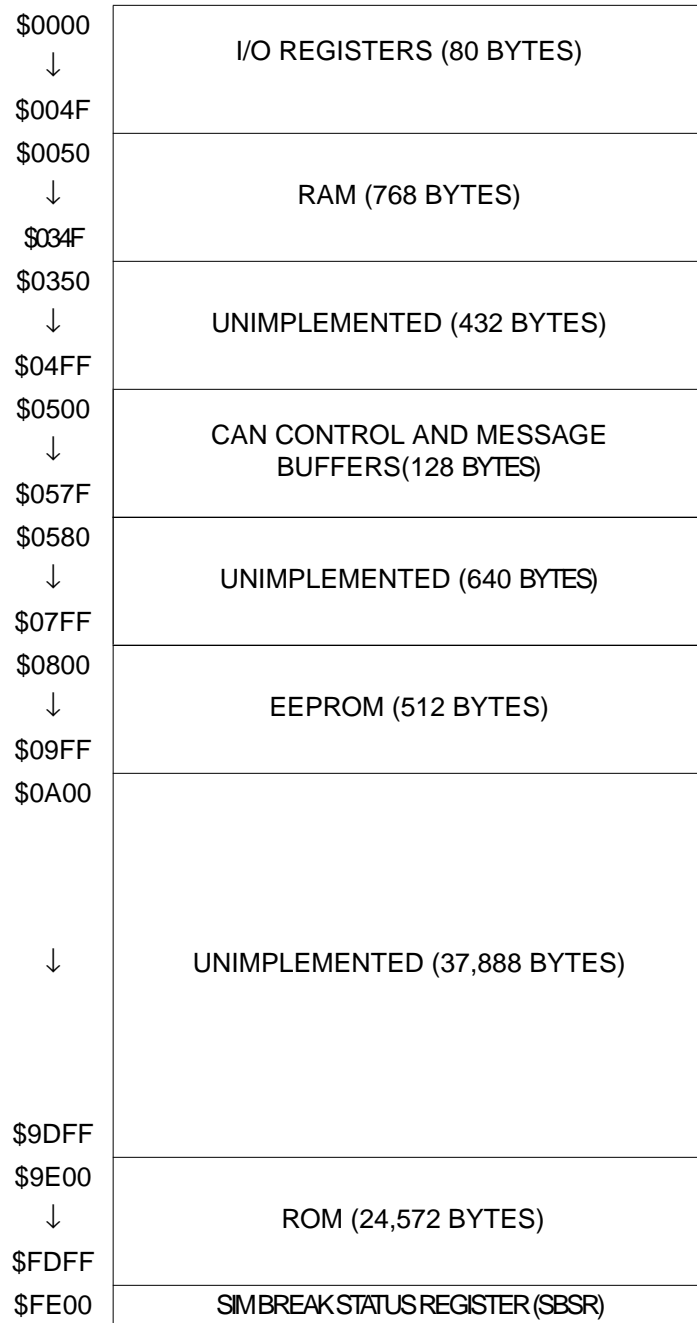 $0000
↓
$004F
I/O REGISTERS (80 BYTES)
$0050
↓
$034F
RAM (768 BYTES)
$0350
↓
$04FF
UNIMPLEMENTED (432 BYTES)
$0500
↓
$057F
CAN CONTROL AND MESSAGE
BUFFERS(128 BYTES)
$0580
↓
$07FF
UNIMPLEMENTED (640 BYTES)
$0800
↓
$09FF
EEPROM (512 BYTES)
$0A00
↓
$9DFF
UNIMPLEMENTED (37,888 BYTES)
$9E00
↓
$FDFF
ROM (24,572 BYTES)
$FE00
SIM BREAK STATUS REGISTER (SBSR)